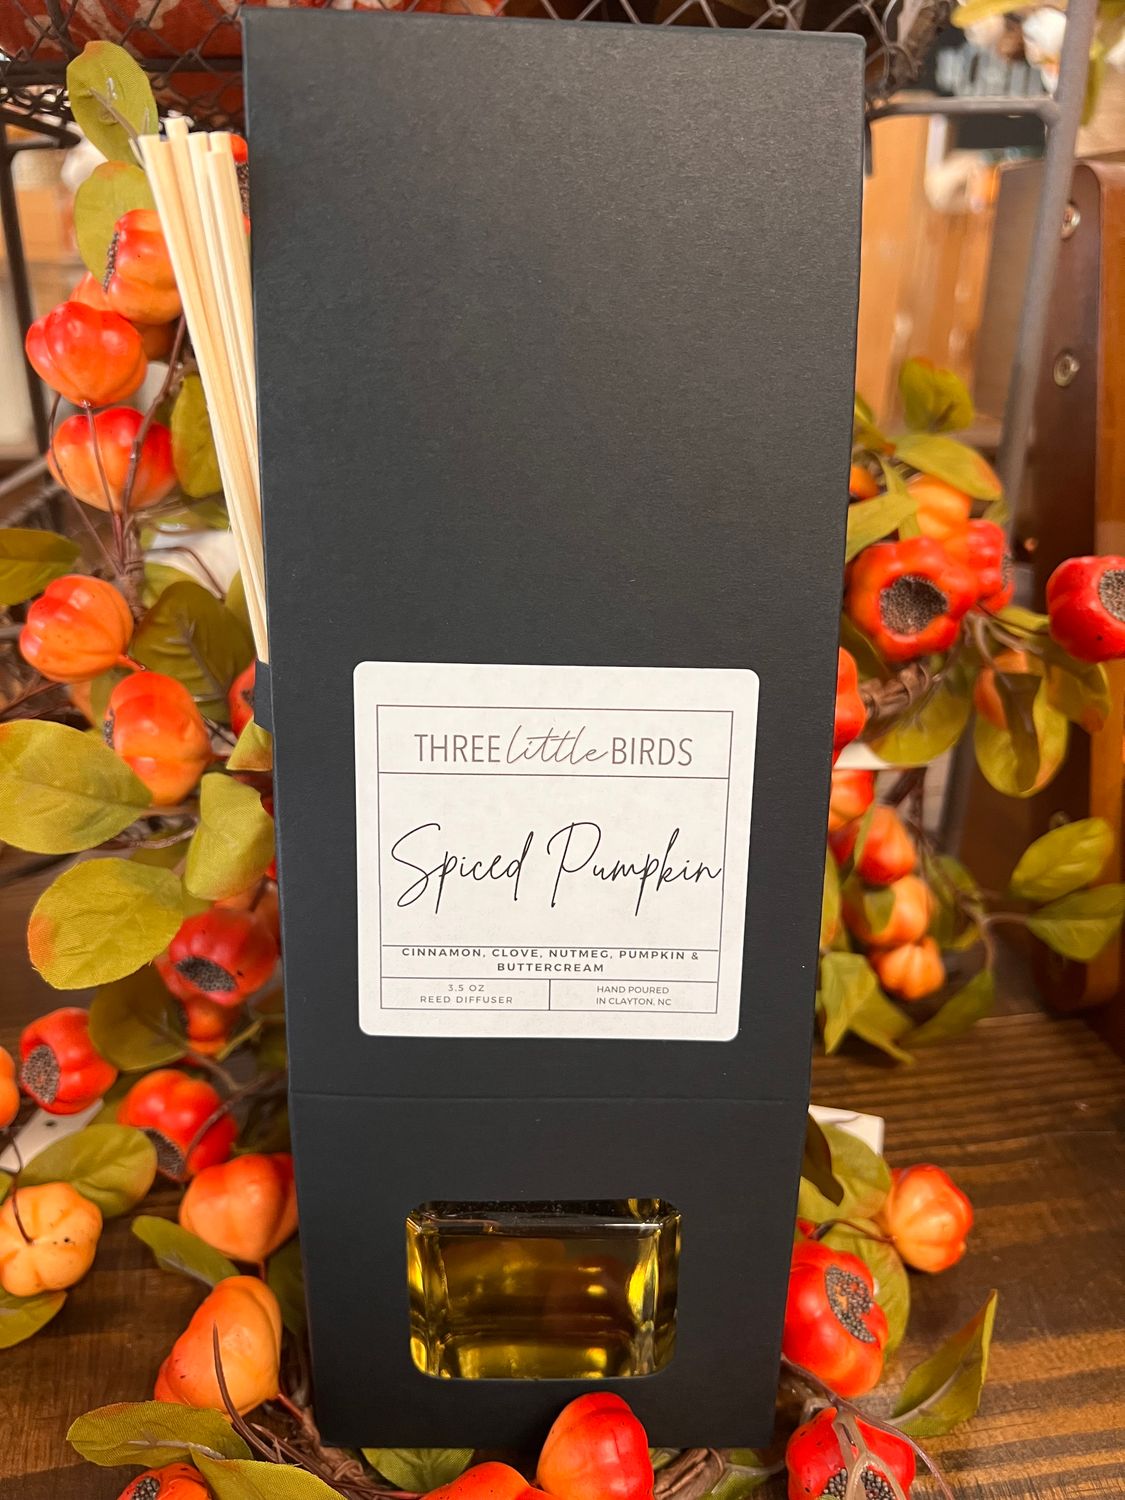 THREE little BIRDS
Spiced Pumpkin
CINNAMON, CLOVE, NUTMEG, PUMPKIN &
BUTTERCREAM
3.5 OZ
REED DIFFUSER
HAND POURED
IN CLAYTON, NC